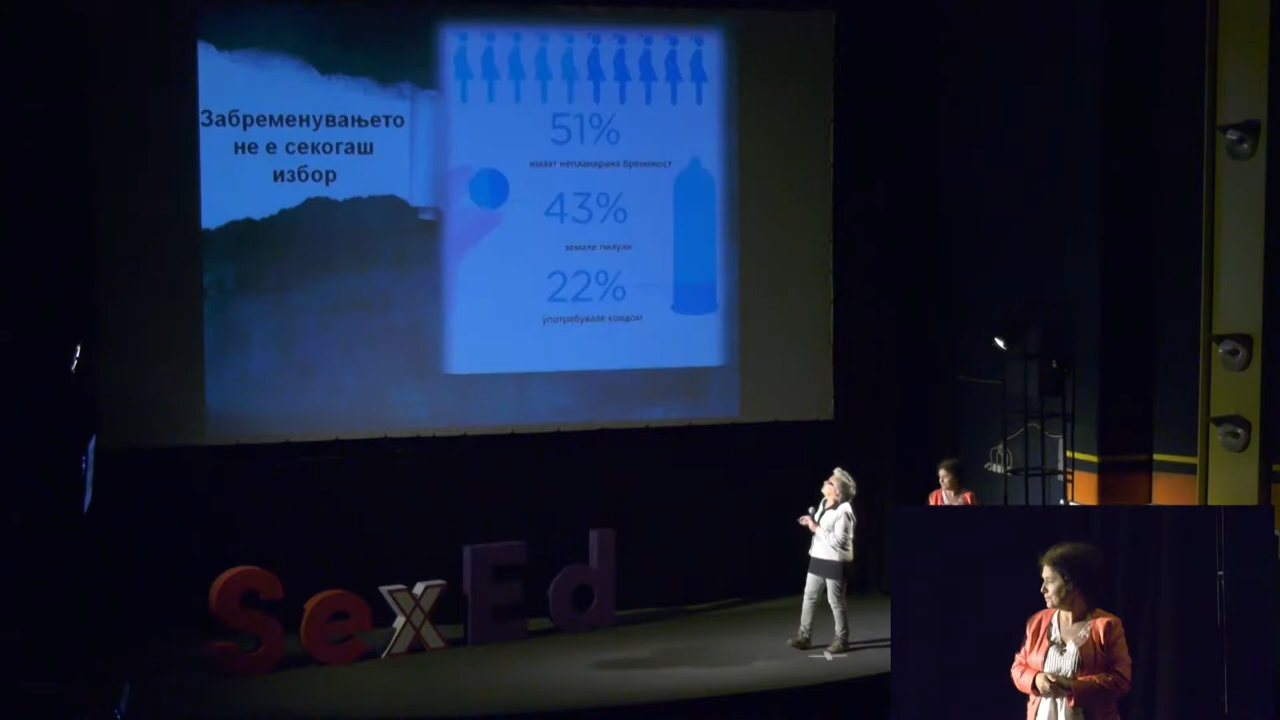 Забременувањето
не е секогаш
избор
51%
имаат непланирана бременост
43%
земале пилули
22%
употребувале кондом
SexEd